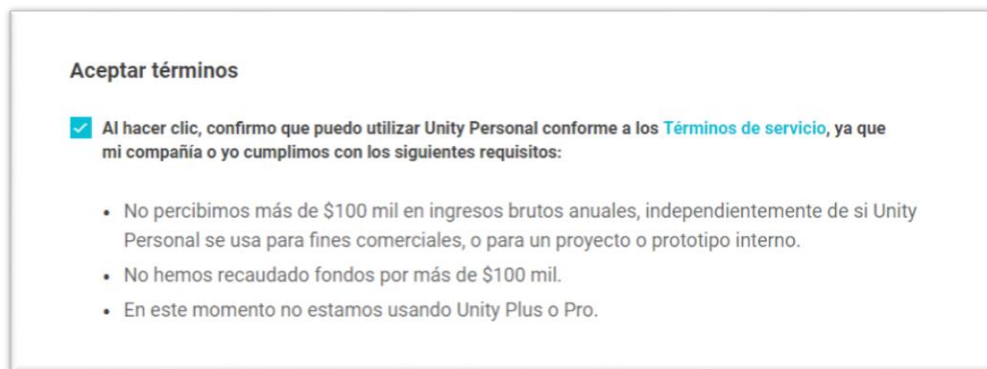 Aceptar términos
Al hacer clic, confirmo que puedo utilizar Unity Personal conforme a los Términos de servicio, ya que
mi compañía o yo cumplimos con los siguientes requisitos:
• No percibimos más de $100 mil en ingresos brutos anuales, independientemente de si Unity
Personal se usa para fines comerciales, o para un proyecto o prototipo interno.
• No hemos recaudado fondos por más de $100 mil.
• En este momento no estamos usando Unity Plus o Pro.